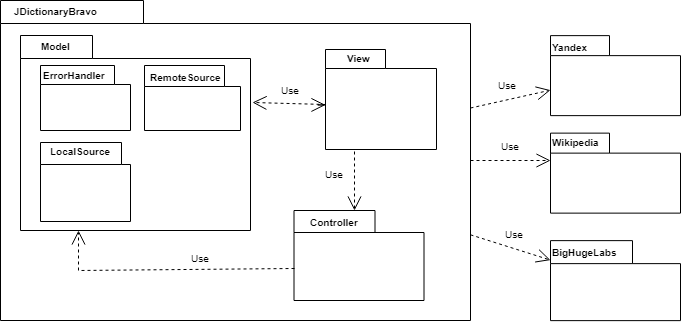 JDictionaryBravo
Model
ErrorHandler
RemoteSource
LocalSource
View
Use
Use
Controller
Use
Yandex
Use
Wikipedia
Use
BigHugeLabs
Use